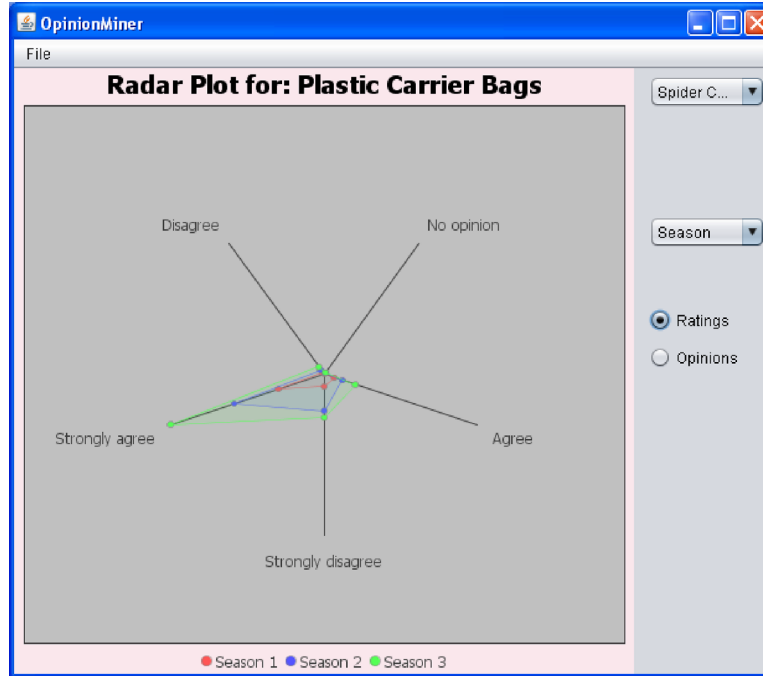 OpinionMiner
File
Radar Plot for: Plastic Carrier Bags
Spider C...
Disagree
No opinion
Season
Ratings
Opinions
Strongly agree
Agree
Strongly disagree
Season 1 Season 2 Season 3